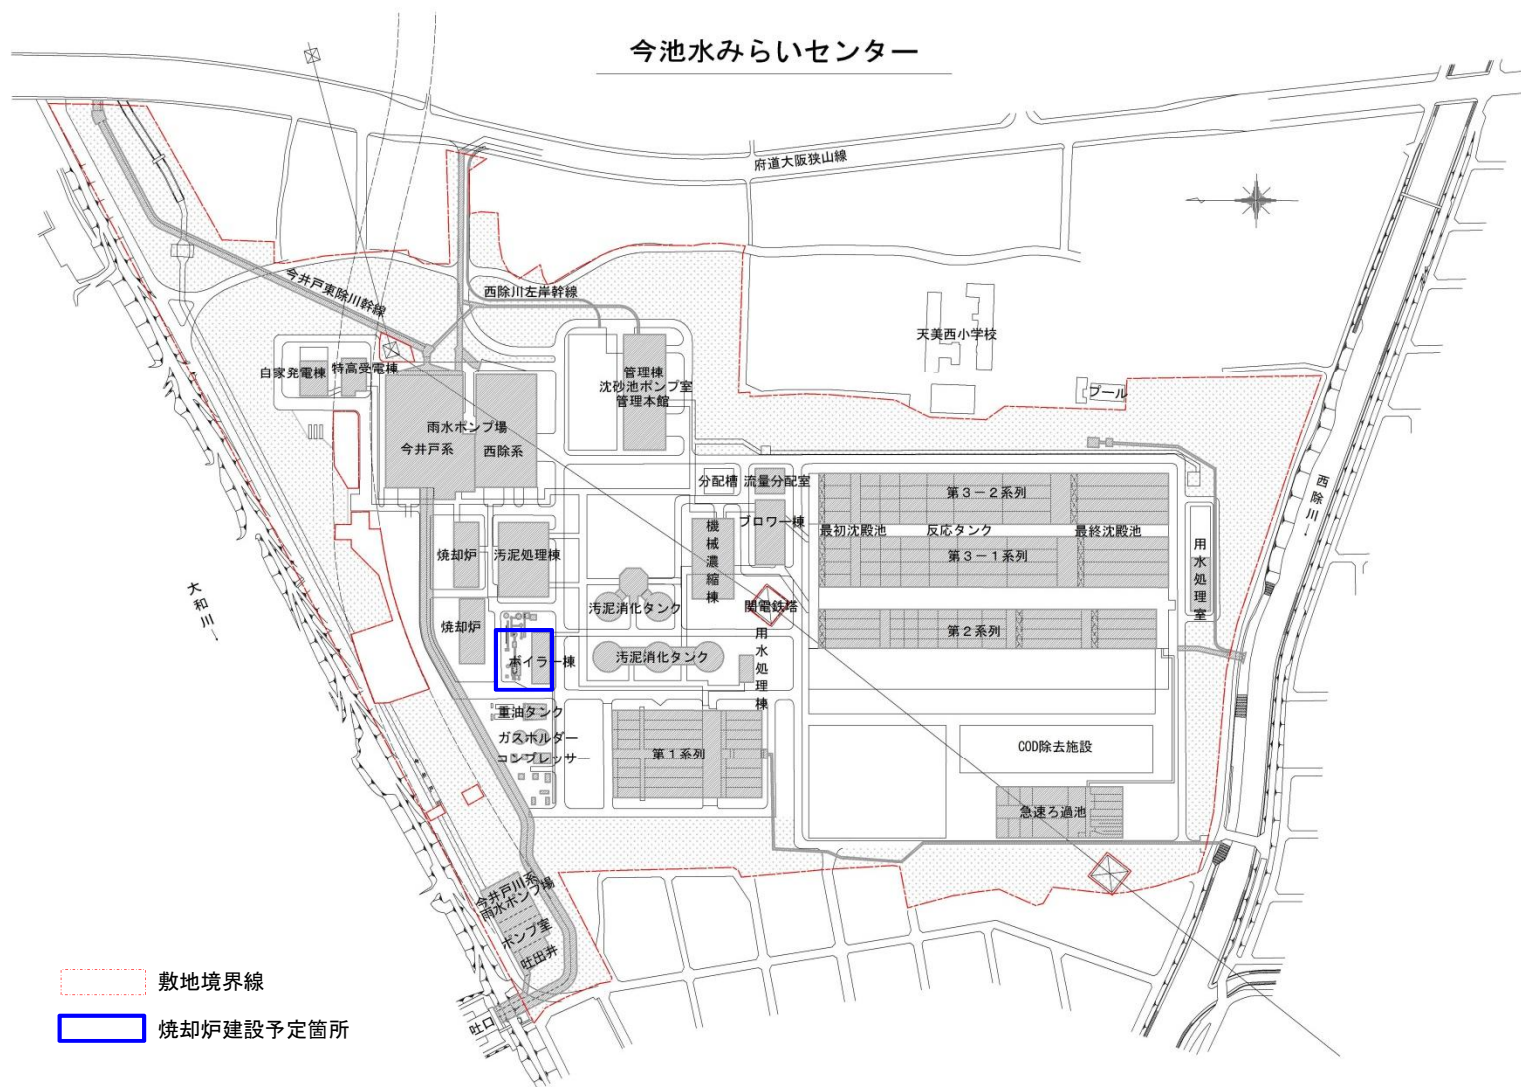 今池水みらいセンター
府道大阪狭山線
今井戸東除川幹線
西除川左岸幹線
天美西小学校
プール
自家発電棟
特高受電棟
管理棟
沈砂池ポンプ室
管理本館
雨水ポンプ場
今井戸系
西除系
分配槽
流量分配室
第3-2系列
西除川→
ブロワー棟
最初沈殿池
反応タンク
最終沈殿池
焼却炉
汚泥処理棟
機械濃縮棟
第3-1系列
用水処理室
大和川→
汚泥消化タンク
関電鉄塔
焼却炉
第2系列
ボイラー棟
汚泥消化タンク
用水処理棟
重油タンク
ガスホルダー
コンプレッサー
第1系列
COD除去施設
急速ろ過池
今井戸川系
雨水ポンプ場
ポンプ室
吐出井
吐口
敷地境界線
焼却炉建設予定箇所